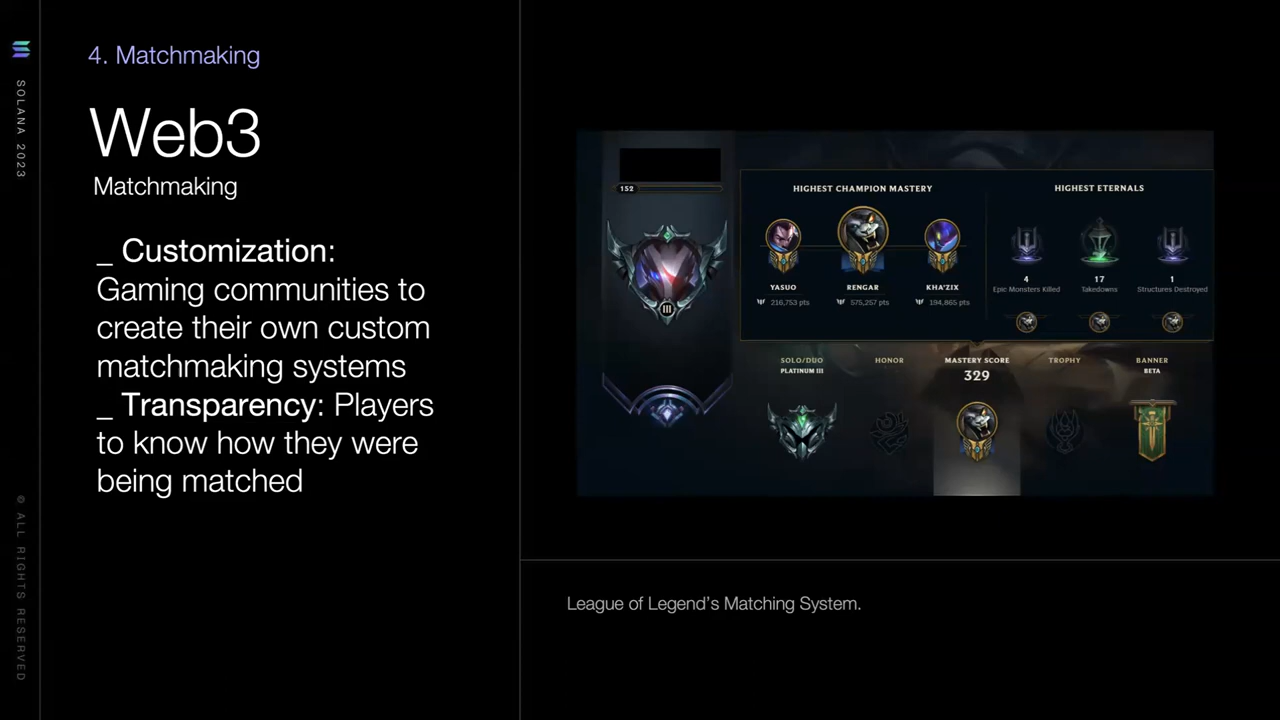 SOLANA 2023
© ALL RIGHTS RESERVED
4. Matchmaking
Web3
Matchmaking
_ Customization:
Gaming communities to
create their own custom
matchmaking systems
_ Transparency: Players
to know how they were
being matched
152
III
HIGHEST CHAMPION MASTERY
YASUO
216,753 pts
RENGAR
575,257 pts
KHA'ZIX
194,865 pts
HIGHEST ETERNALS
4
Epic Monsters Killed
17
Takedowns
1
Structures Destroyed
SOLO/DUO
PLATINUM III
HONOR
MASTERY SCORE
329
TROPHY
BANNER
BETA
League of Legend's Matching System.